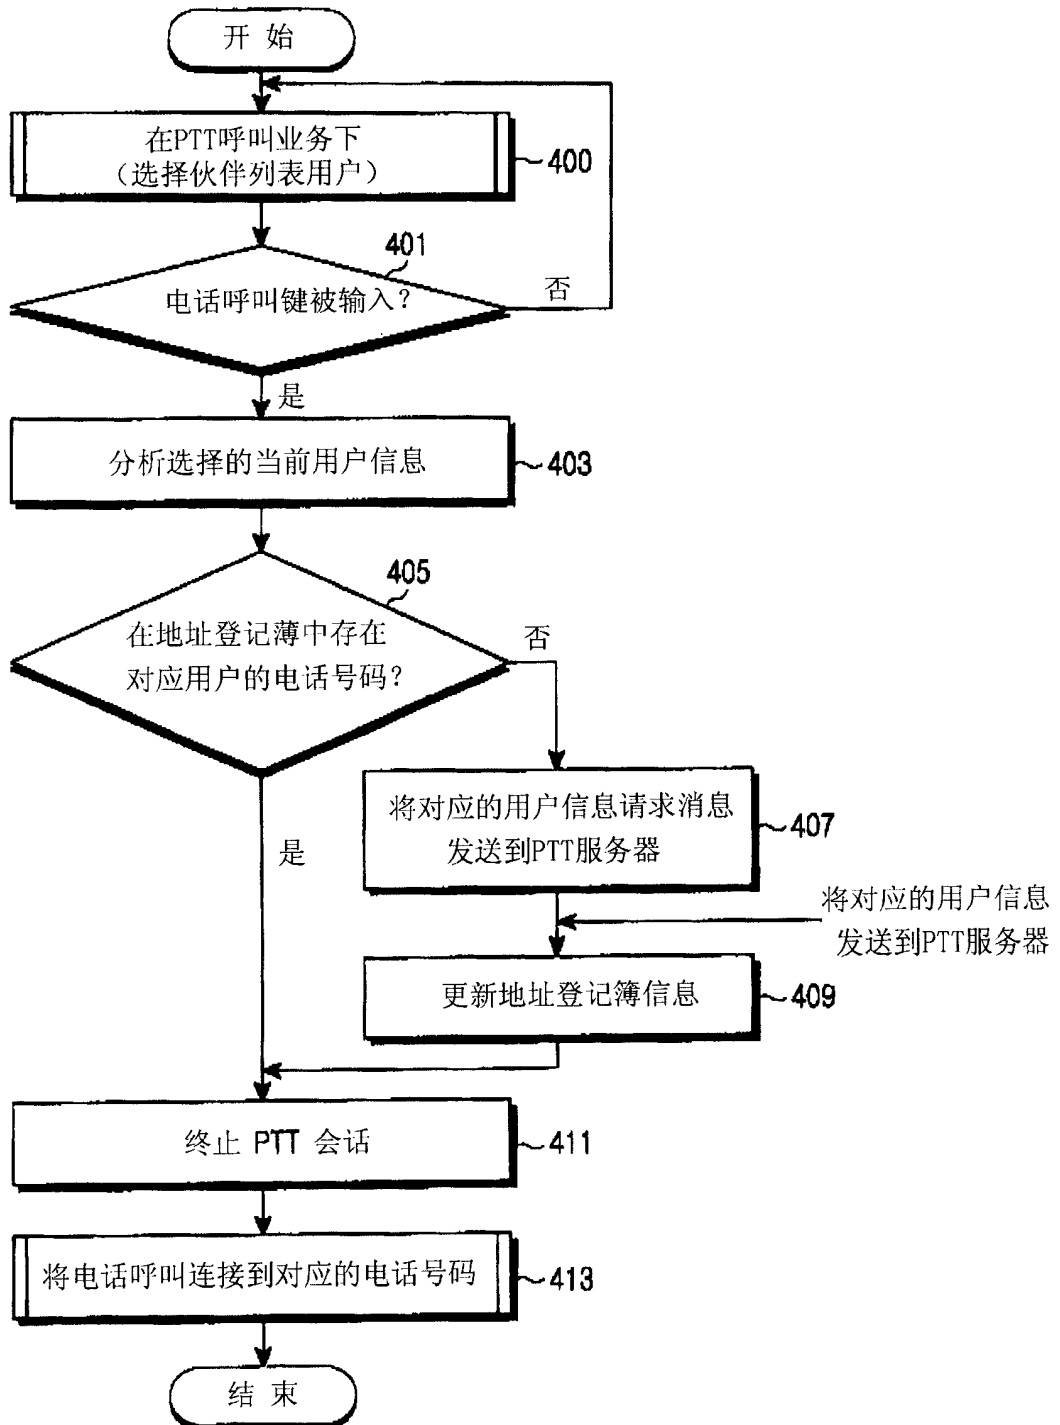 开 始
在PTT呼叫业务下
（选择伙伴列表用户）
400
401
电话呼叫键被输入？
否
是
分析选择的当前用户信息
403
405
在地址登记薄中存在
对应用户的电话号码？
否
将对应的用户信息请求消息
发送到PTT服务器
407
是
将对应的用户信息
发送到PTT服务器
更新地址登记簿信息
409
终止 PTT 会话
411
将电话呼叫连接到对应的电话号码
413
结 束